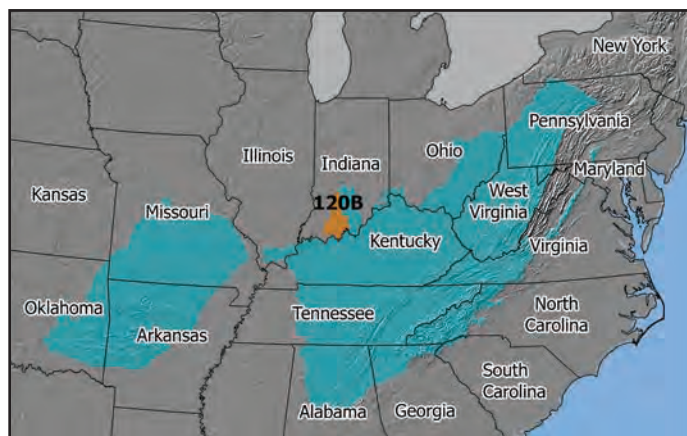 New York
Pennsylvania
Ohio
Illinois
Indiana
Maryland
Kansas
Missouri
120B
West
Virginia
Kentucky
Virginia
Oklahoma
Arkansas
Tennessee
North
Carolina
South
Carolina
Alabama
Georgia